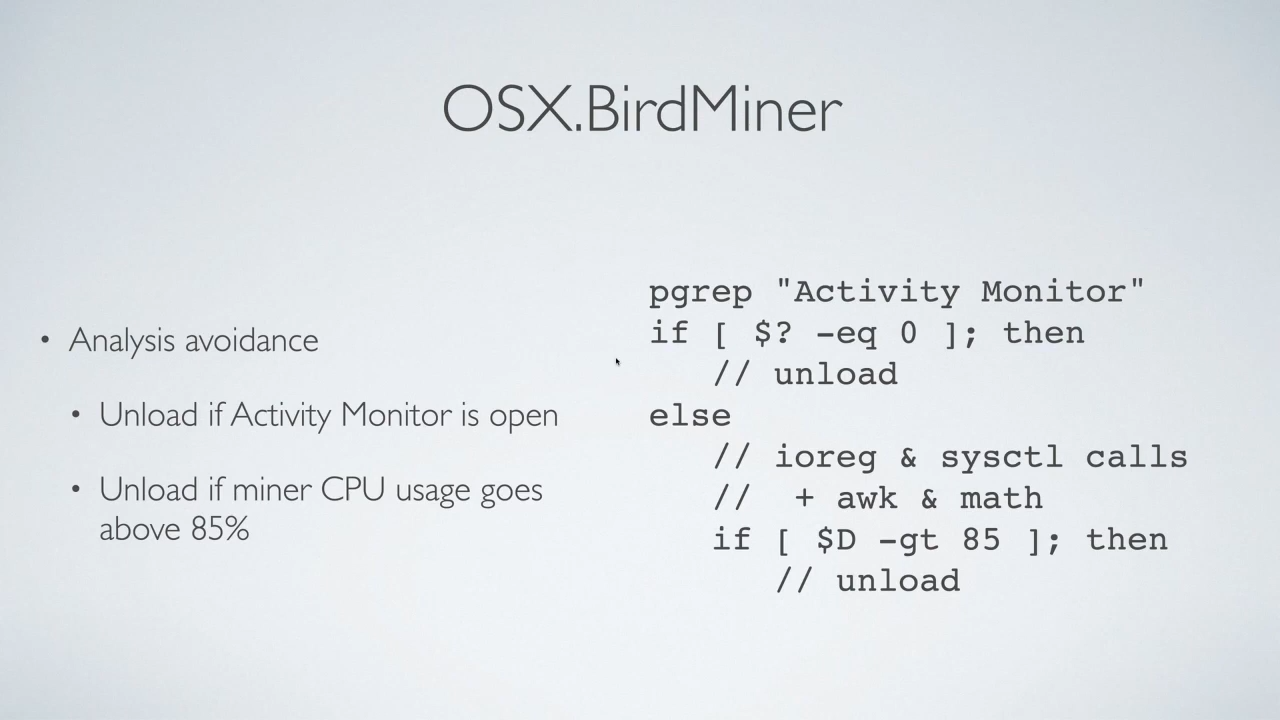 OSX.BirdMiner
• Analysis avoidance
• Unload if Activity Monitor is open
• Unload if miner CPU usage goes
above 85%
pgrep "Activity Monitor"
if [ $? -eq 0 ]; then
// unload
else
// ioreg & sysctl calls
// + awk & math
if [ $D -gt 85 ]; then
// unload